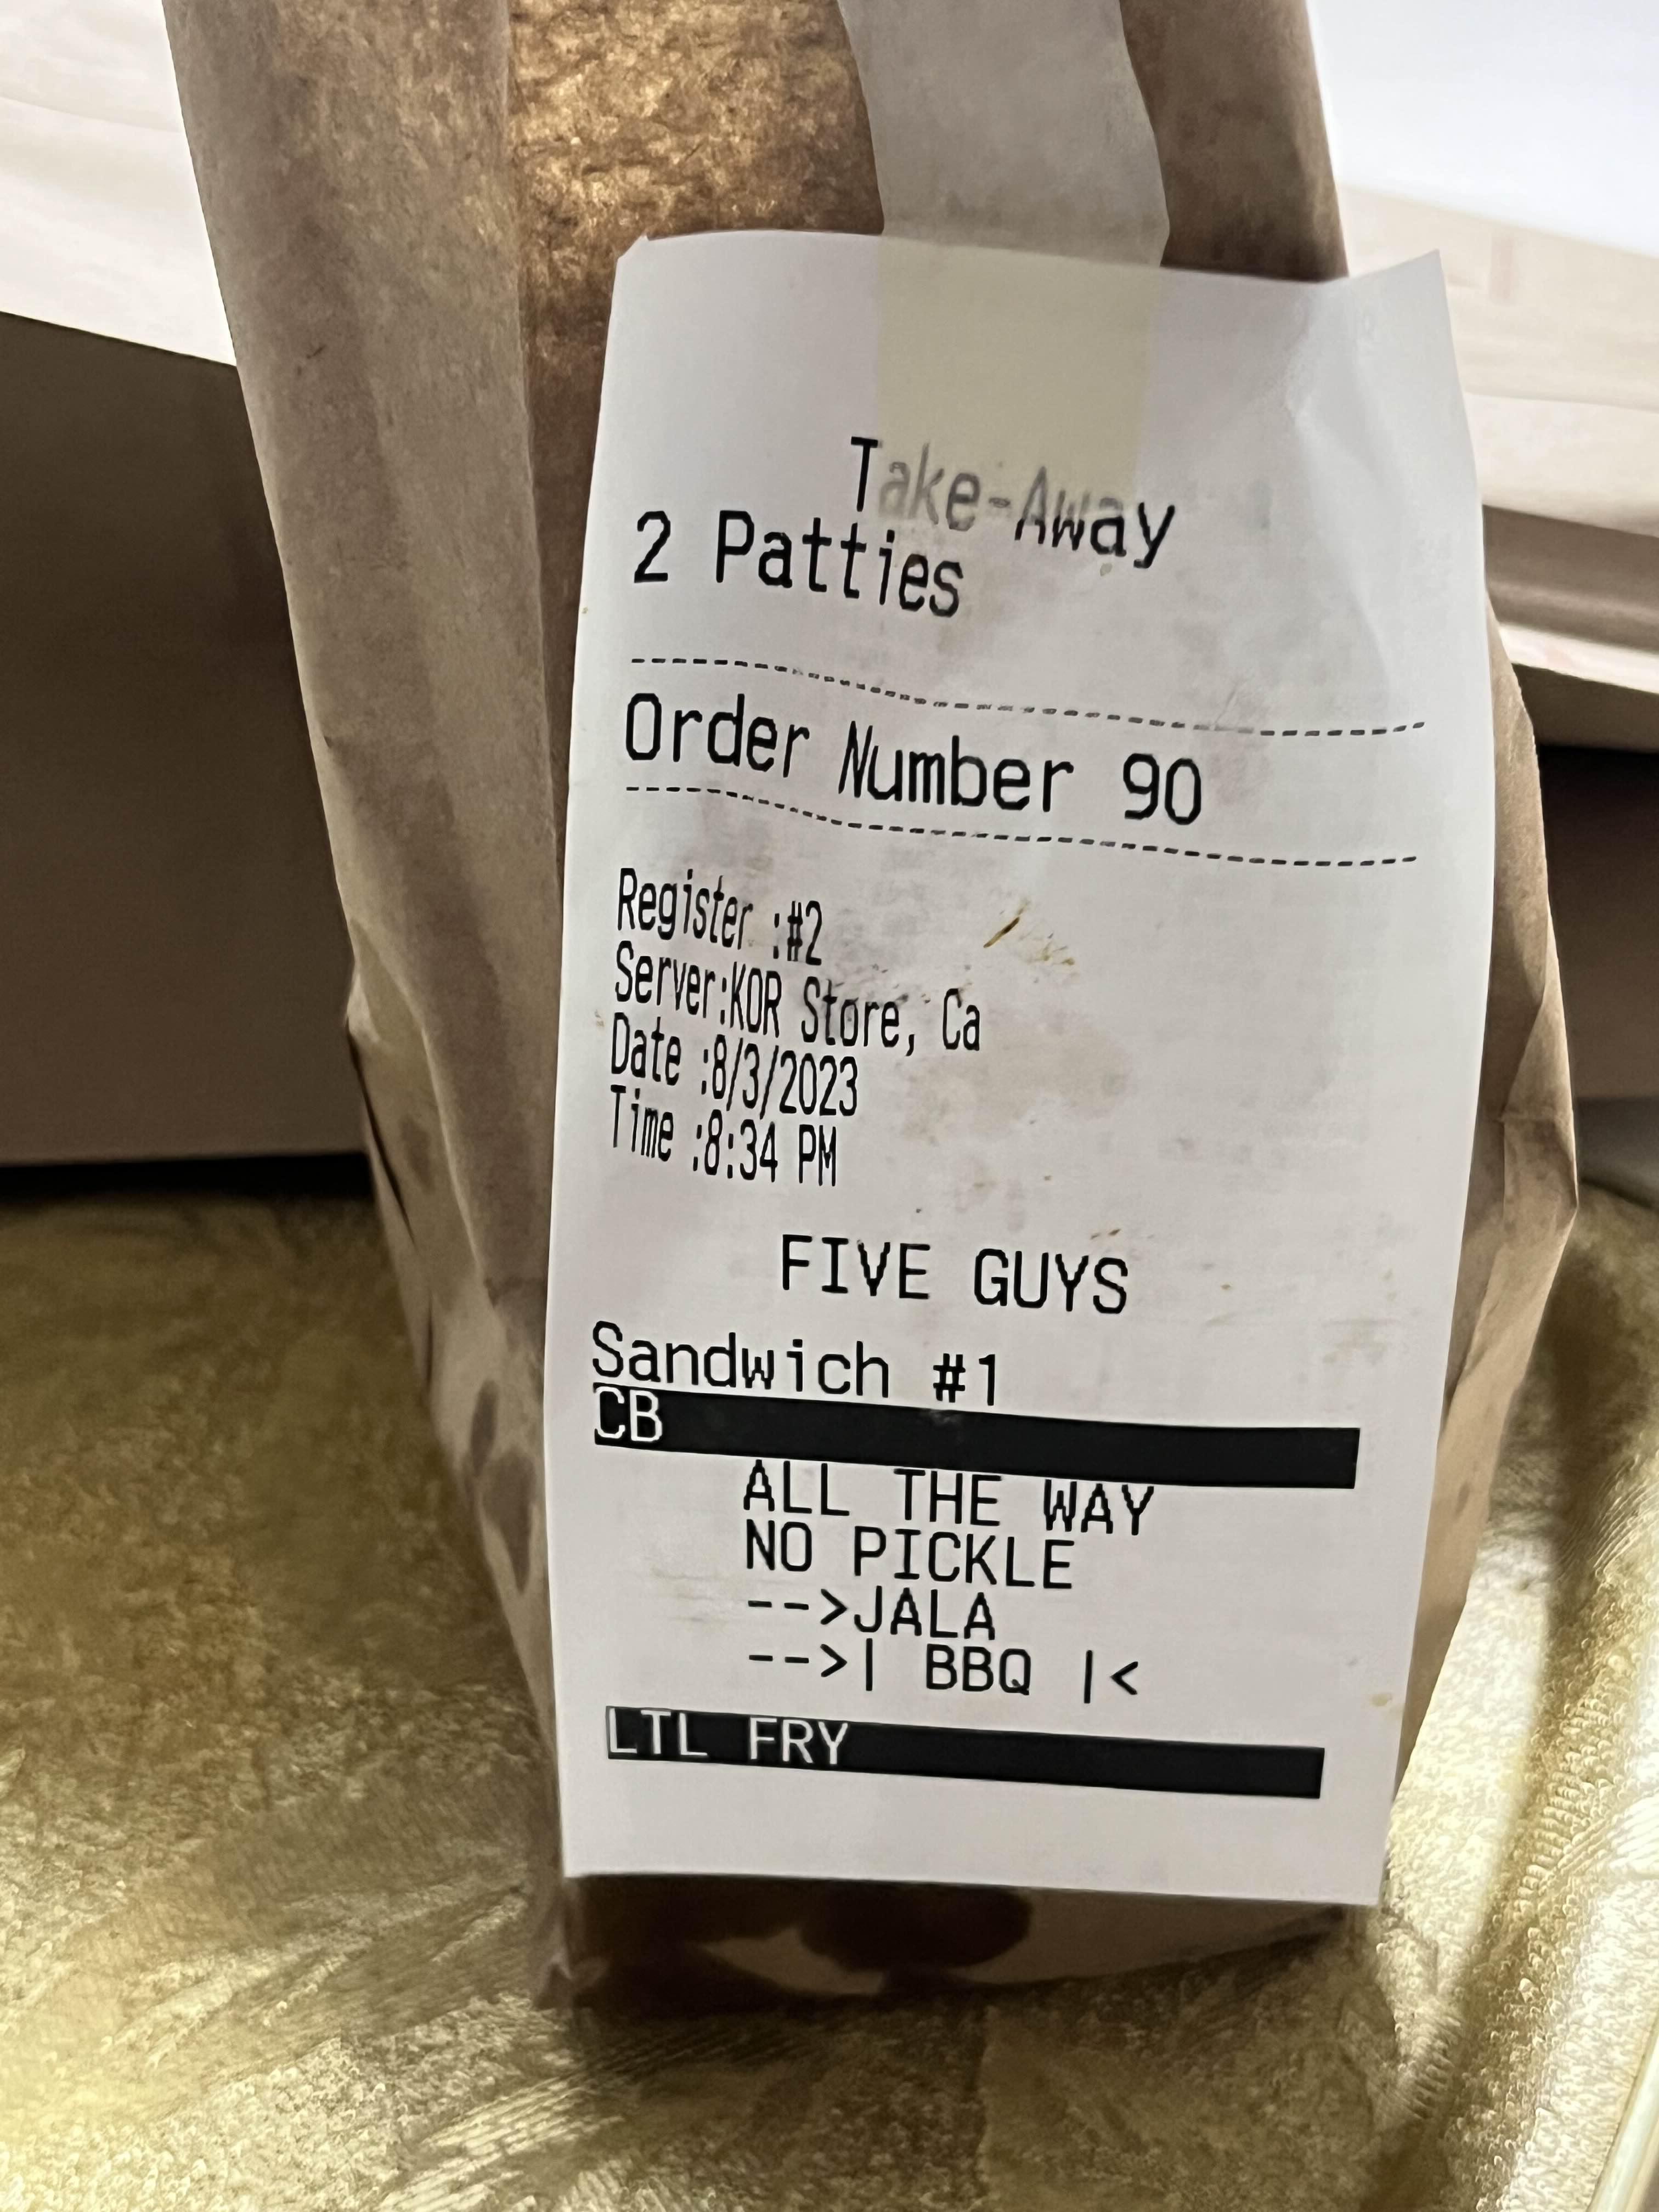 Take-Away
2 Patties
Order Number 90
Register :#2
Server:KOR Store, Ca
Date :8/3/2023
Time :8:34 PM
FIVE GUYS
Sandwich #1
CB
ALL THE WAY
NO PICKLE
-->JALA
-->| BBQ |<
LTL FRY